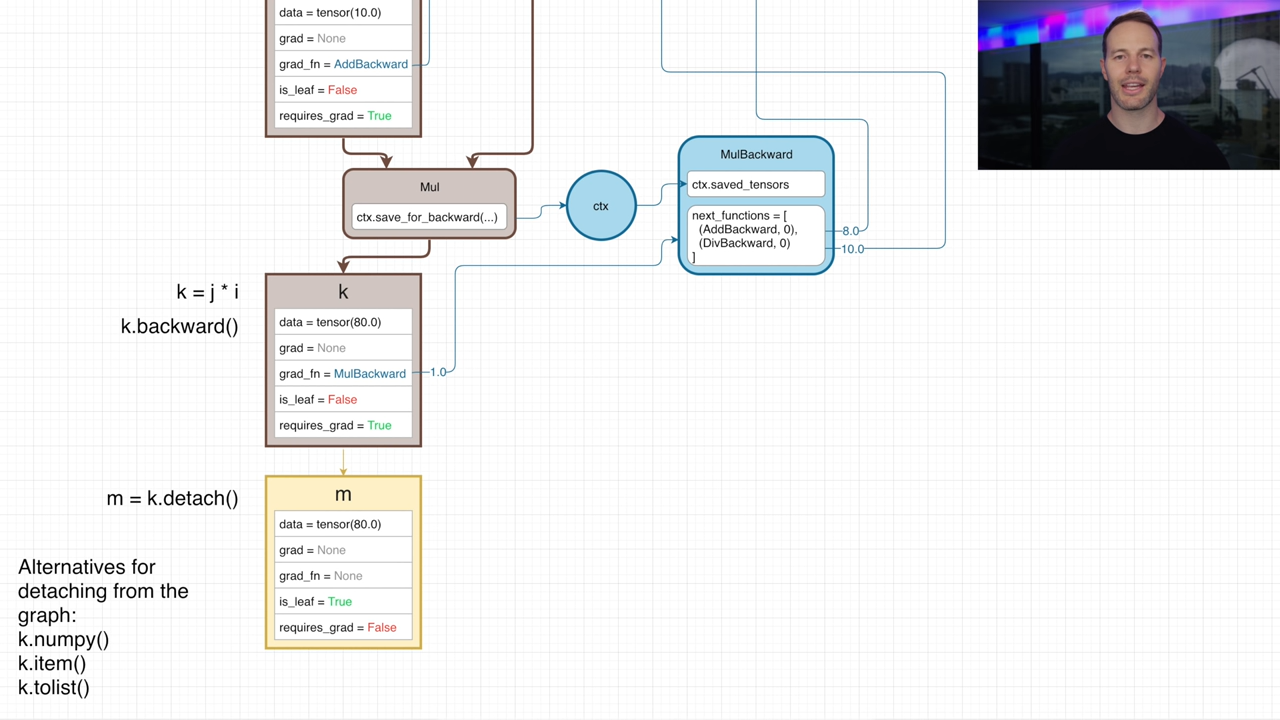 data = tensor(10.0)
grad = None
grad_fn = AddBackward
is_leaf = False
requires_grad = True
Mul
ctx.save_for_backward(...)
ctx
MulBackward
ctx.saved_tensors
next_functions = [
(AddBackward, 0),
(DivBackward, 0)
]
8.0
10.0
k = j * i
k.backward()
k
data = tensor(80.0)
grad = None
grad_fn = MulBackward
1.0
is_leaf = False
requires_grad = True
m = k.detach()
m
data = tensor(80.0)
grad = None
grad_fn = None
is_leaf = True
requires_grad = False
Alternatives for
detaching from the
graph:
k.numpy()
k.item()
k.tolist()